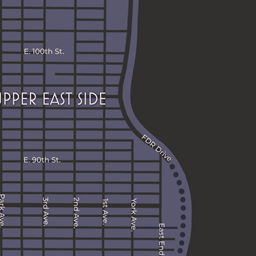 E. 100th St.
UPPER EAST SIDE
FDR Drive
E. 90th St.
Park Ave.
3rd Ave.
2nd Ave.
1st Ave.
York Ave.
East End